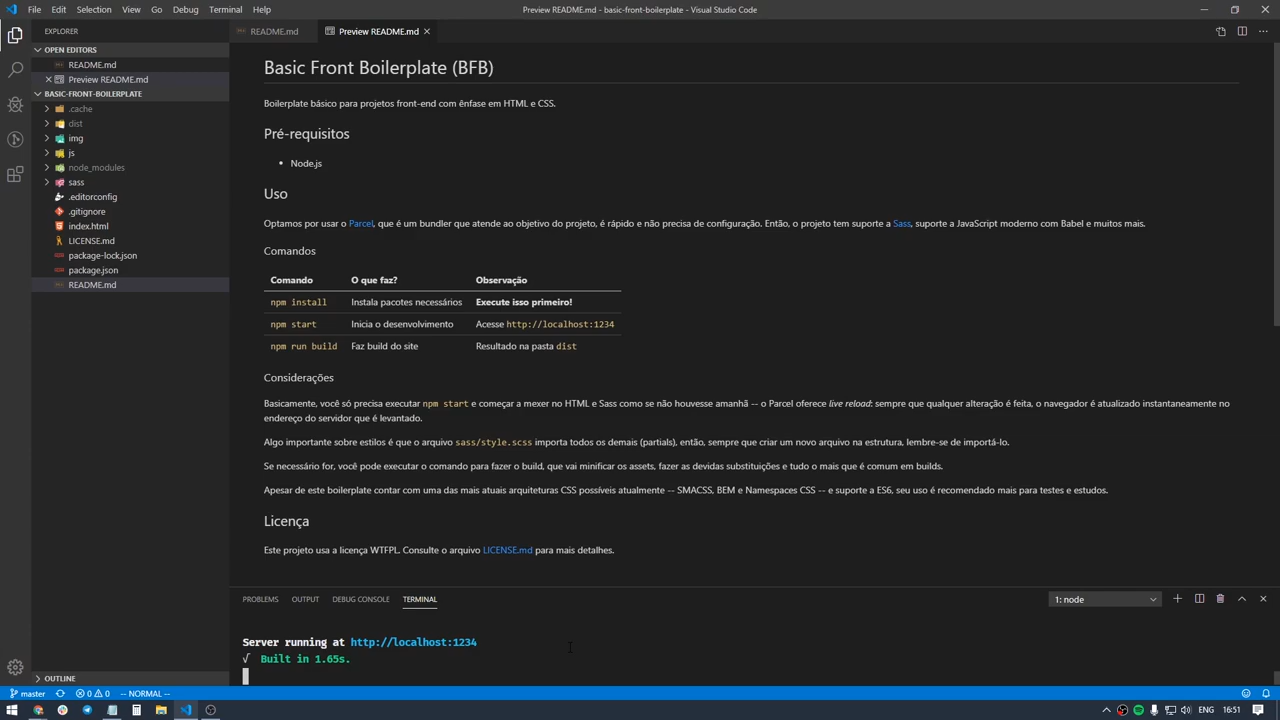 File Edit Selection View Go Debug Terminal Help
Preview README.md - basic-front-boilerplate - Visual Studio Code
EXPLORER
README.md
Preview README.md
OPEN EDITORS
README.md
Preview README.md
BASIC-FRONT-BOILERPLATE
.cache
dist
img
js
node_modules
sass
.editorconfig
.gitignore
index.html
LICENSE.md
package-lock.json
package.json
README.md
OUTLINE
Basic Front Boilerplate (BFB)
Boilerplate básico para projetos front-end com ênfase em HTML e CSS.
Pré-requisitos
• Node.js
Uso
Optamos por usar o Parcel, que é um bundler que atende ao objetivo do projeto, é rápido e não precisa de configuração. Então, o projeto tem suporte a Sass, suporte a JavaScript moderno com Babel e muitos mais.
Comandos
Comando O que faz? Observação
npm install Instala pacotes necessários Execute isso primeiro!
npm start Inicia o desenvolvimento Acesse http://localhost:1234
npm run build Faz build do site Resultado na pasta dist
Considerações
Basicamente, você só precisa executar npm start e começar a mexer no HTML e Sass como se não houvesse amanhã -- o Parcel oferece live reload: sempre que qualquer alteração é feita, o navegador é atualizado instantaneamente no
endereço do servidor que é levantado.
Algo importante sobre estilos é que o arquivo sass/style.scss importa todos os demais (partials), então, sempre que criar um novo arquivo na estrutura, lembre-se de importá-lo.
Se necessário for, você pode executar o comando para fazer o build, que vai minificar os assets, fazer as devidas substituições e tudo o mais que é comum em builds.
Apesar de este boilerplate contar com uma das mais atuais arquiteturas CSS possíveis atualmente -- SMACSS, BEM e Namespaces CSS -- e suporte a ES6, seu uso é recomendado mais para testes e estudos.
Licença
Este projeto usa a licença WTFPL. Consulte o arquivo LICENSE.md para mais detalhes.
PROBLEMS OUTPUT DEBUG CONSOLE TERMINAL
1: node
Server running at http://localhost:1234
√ Built in 1.65s.
master 0 0 -- NORMAL --
ENG 16:51